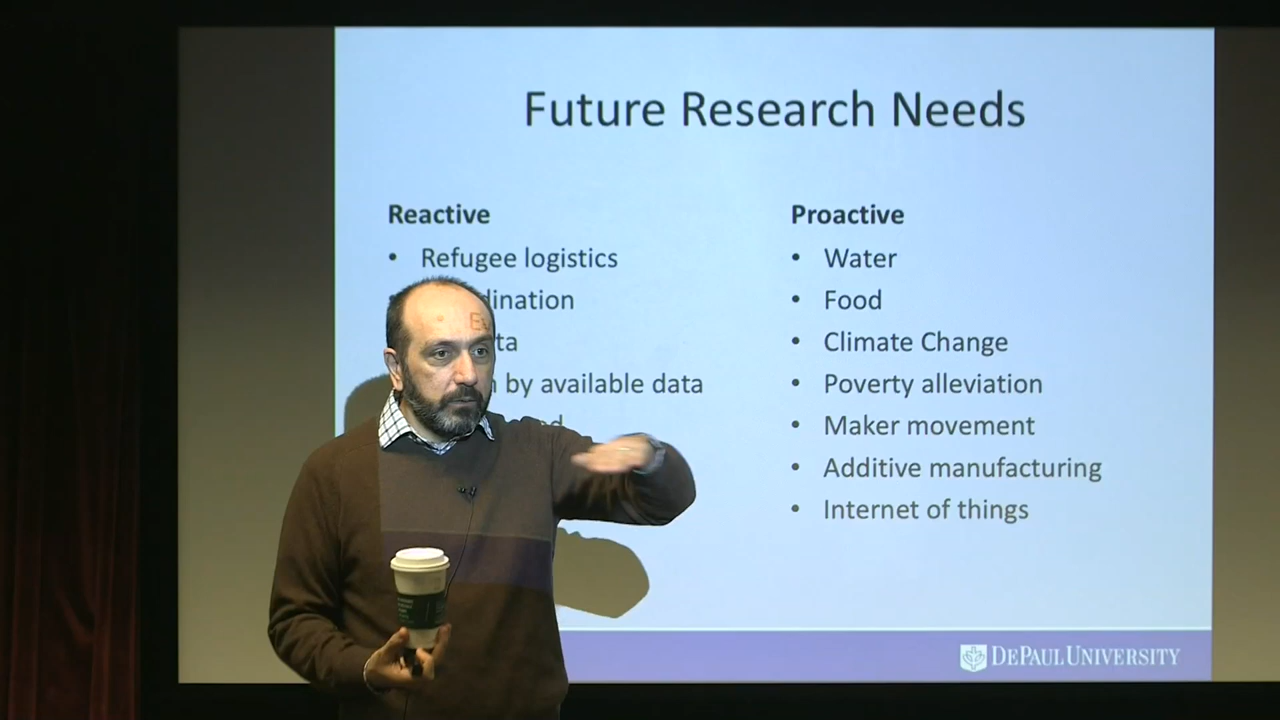 Future Research Needs
Reactive
• Refugee logistics
dination
ta
by available data
Proactive
• Water
• Food
• Climate Change
• Poverty alleviation
• Maker movement
• Additive manufacturing
• Internet of things
DEPAUL UNIVERSITY